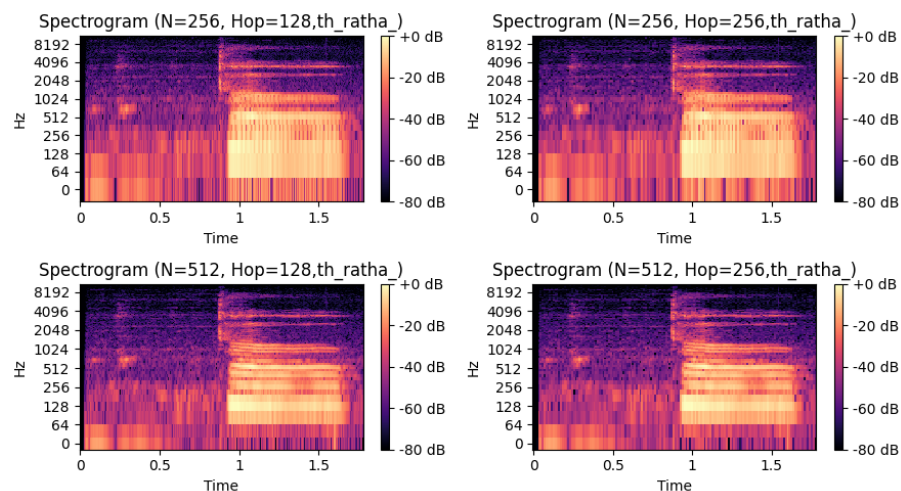 Spectrogram (N=256, Hop=128,th_ratha_)
Hz
8192
4096
2048
1024
512
256
128
64
0
0 0.5 1 1.5
Time
+0 dB
-20 dB
-40 dB
-60 dB
-80 dB
Spectrogram (N=256, Hop=256,th_ratha_)
Hz
8192
4096
2048
1024
512
256
128
64
0
0 0.5 1 1.5
Time
+0 dB
-20 dB
-40 dB
-60 dB
-80 dB
Spectrogram (N=512, Hop=128,th_ratha_)
Hz
8192
4096
2048
1024
512
256
128
64
0
0 0.5 1 1.5
Time
+0 dB
-20 dB
-40 dB
-60 dB
-80 dB
Spectrogram (N=512, Hop=256,th_ratha_)
Hz
8192
4096
2048
1024
512
256
128
64
0
0 0.5 1 1.5
Time
+0 dB
-20 dB
-40 dB
-60 dB
-80 dB